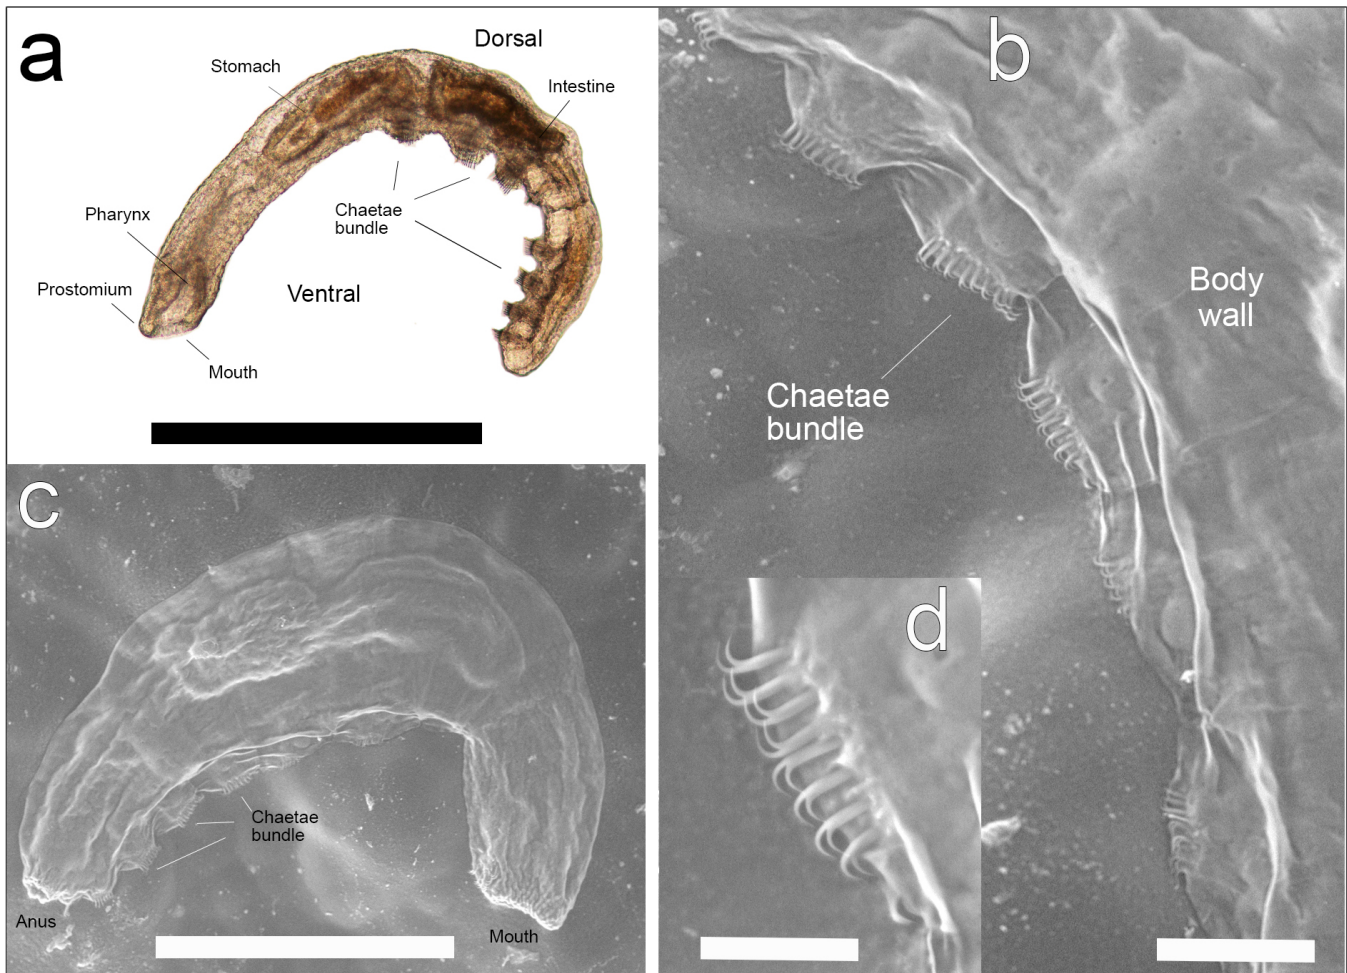 a
Dorsal
Stomach
Intestine
Chaetae
bundle
Pharynx
Prostomium
Ventral
Mouth
b
Body
wall
Chaetae
bundle
c
Chaetae
bundle
Anus
Mouth
d